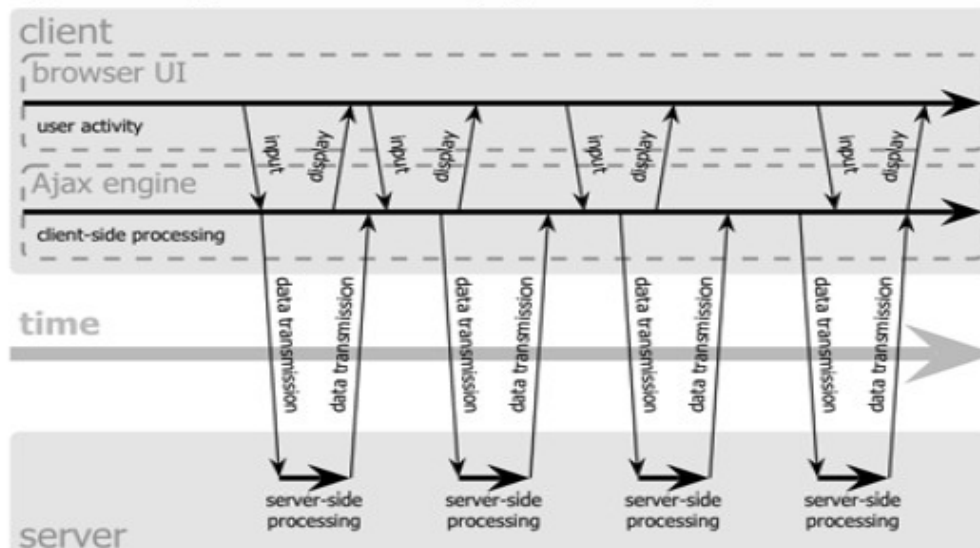 client
browser UI
user activity
input
display
input
display
input
display
input
display
Ajax engine
client-side processing
data transmission
data transmission
data transmission
data transmission
data transmission
data transmission
data transmission
data transmission
time
server-side
processing
server-side
processing
server-side
processing
server-side
processing
server